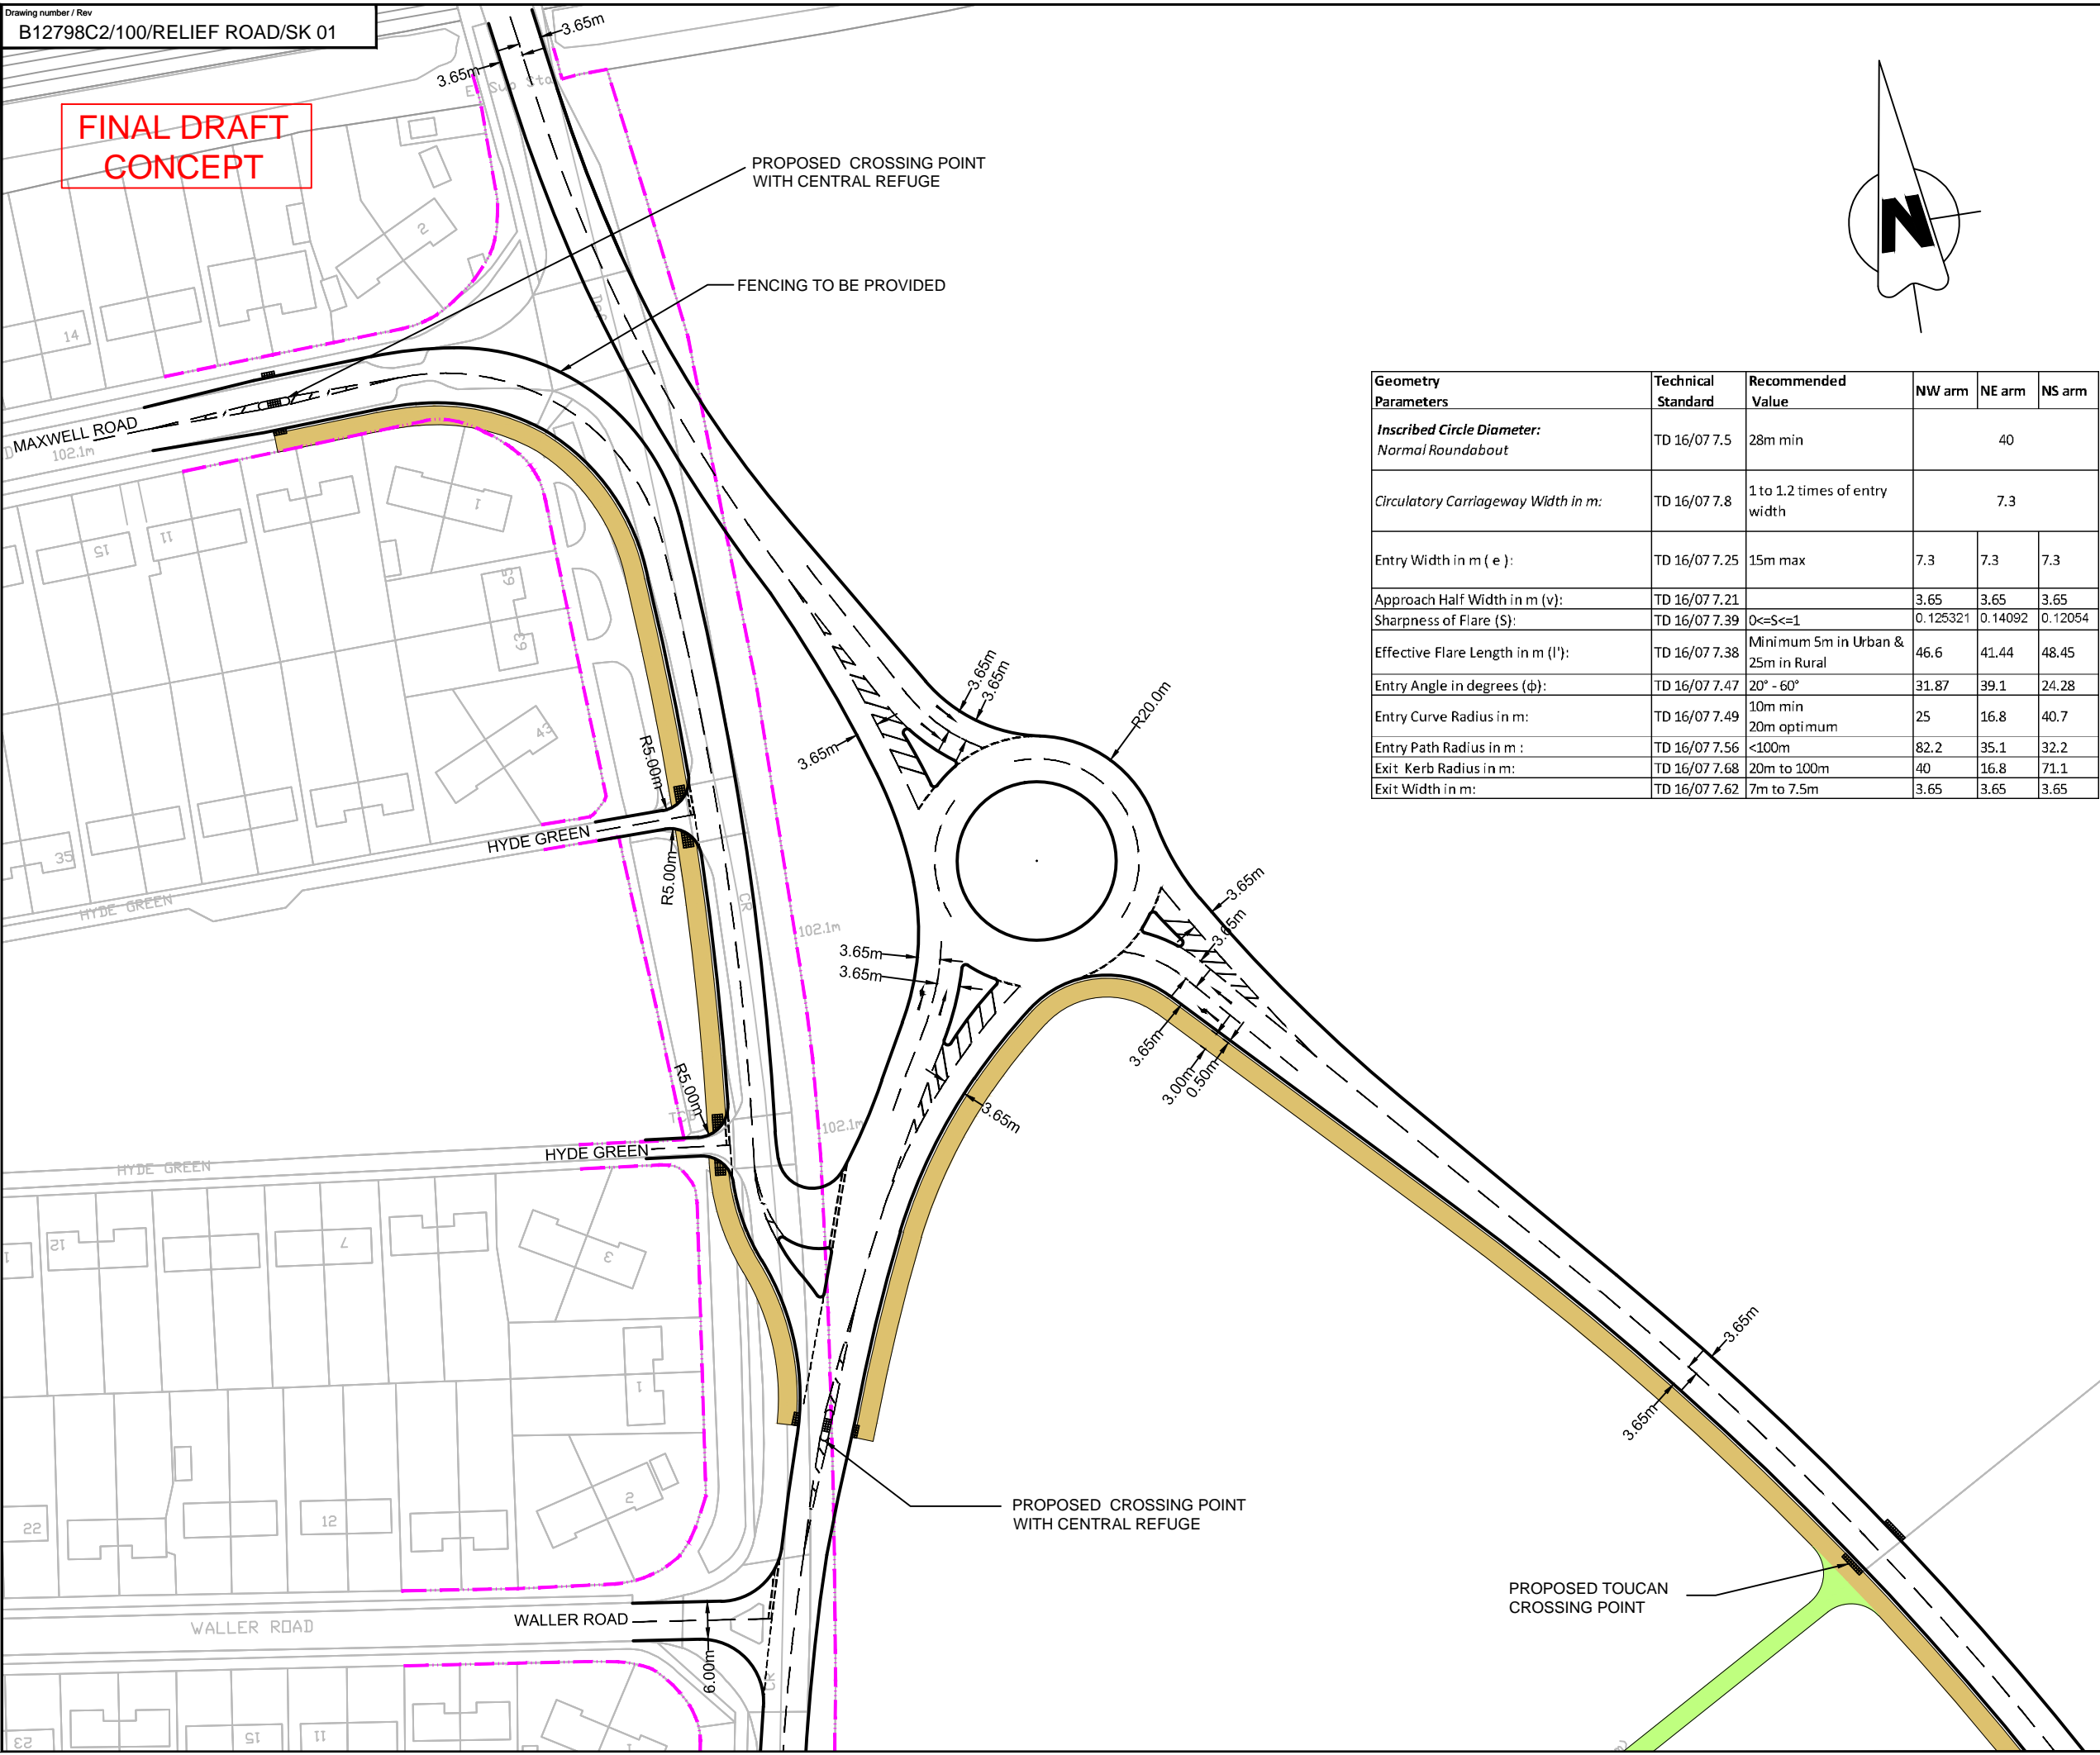 Drawing number / Rev
B12798C2/100/RELIEF ROAD/SK 01
FINAL DRAFT
CONCEPT
3.65m
3.65m
E Sub Sta
PROPOSED CROSSING POINT
WITH CENTRAL REFUGE
FENCING TO BE PROVIDED
N
2
14
MAXWELL ROAD
102.1m
15
11
1
59
63
43
35
Geometry Parameters Technical Standard Recommended Value NW arm NE arm NS arm
Inscribed Circle Diameter:
Normal Roundabout TD 16/07 7.5 28m min 40
Circulatory Carriageway Width in m: TD 16/07 7.8 1 to 1.2 times of entry width 7.3
Entry Width in m ( e ): TD 16/07 7.25 15m max 7.3 7.3 7.3
Approach Half Width in m (v): TD 16/07 7.21 3.65 3.65 3.65
Sharpness of Flare (S): TD 16/07 7.39 0<=S<=1 0.125321 0.14092 0.12054
Effective Flare Length in m (l'): TD 16/07 7.38 Minimum 5m in Urban & 25m in Rural 46.6 41.44 48.45
Entry Angle in degrees (φ): TD 16/07 7.47 20° - 60° 31.87 39.1 24.28
Entry Curve Radius in m: TD 16/07 7.49 10m min 20m optimum 25 16.8 40.7
Entry Path Radius in m : TD 16/07 7.56 <100m 82.2 35.1 32.2
Exit Kerb Radius in m: TD 16/07 7.68 20m to 100m 40 16.8 71.1
Exit Width in m: TD 16/07 7.62 7m to 7.5m 3.65 3.65 3.65
3.65m
3.65m
R20.0m
3.65m
R5.00m
HYDE GREEN
R5.00m
HYDE GREEN
CR
102.1m
3.65m
3.65m
3.65m
3.65m
3.65m
3.00m
0.50m
3.65m
R5.00m
TCB
102.1m
HYDE GREEN
HYDE GREEN
12
7
3
1
1
2
22
12
3.65m
3.65m
PROPOSED CROSSING POINT
WITH CENTRAL REFUGE
PROPOSED TOUCAN
CROSSING POINT
WALLER ROAD
WALLER ROAD
6.00m
CR
23
15
11
1